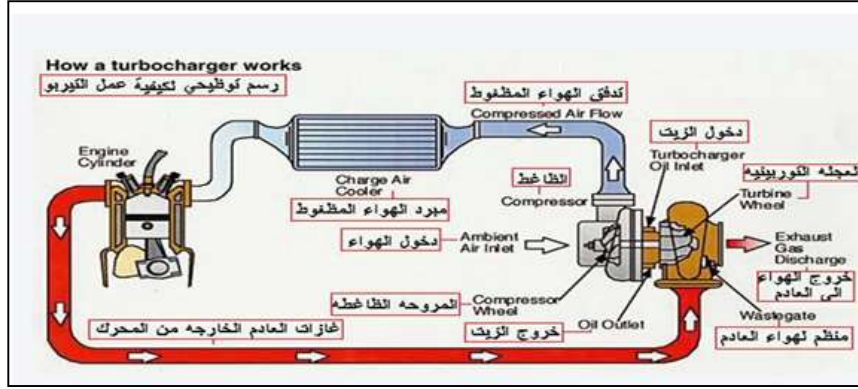 How a turbocharger works
رسم توظيحي لكيفية عمل التيربو
تدفق الهواء المظغوط
Compressed Air Flow
دخول الزيت
Turbocharger
Oil Inlet
العجله التوربينيه
Turbine
Wheel
Engine
Cylinder
Charge Air
Cooler
مبرد الهواء المظغوط
الظاغط
Compressor
دخول الهواء
Ambient
Air Inlet
Exhaust
Gas
Discharge
خروج الهواء
الى العادم
المروحه الظاغطه
Compressor
Wheel
خروج الزيت
Oil Outlet
Wastegate
منظم لهواء العادم
غازات العادم الخارجه من المحرك